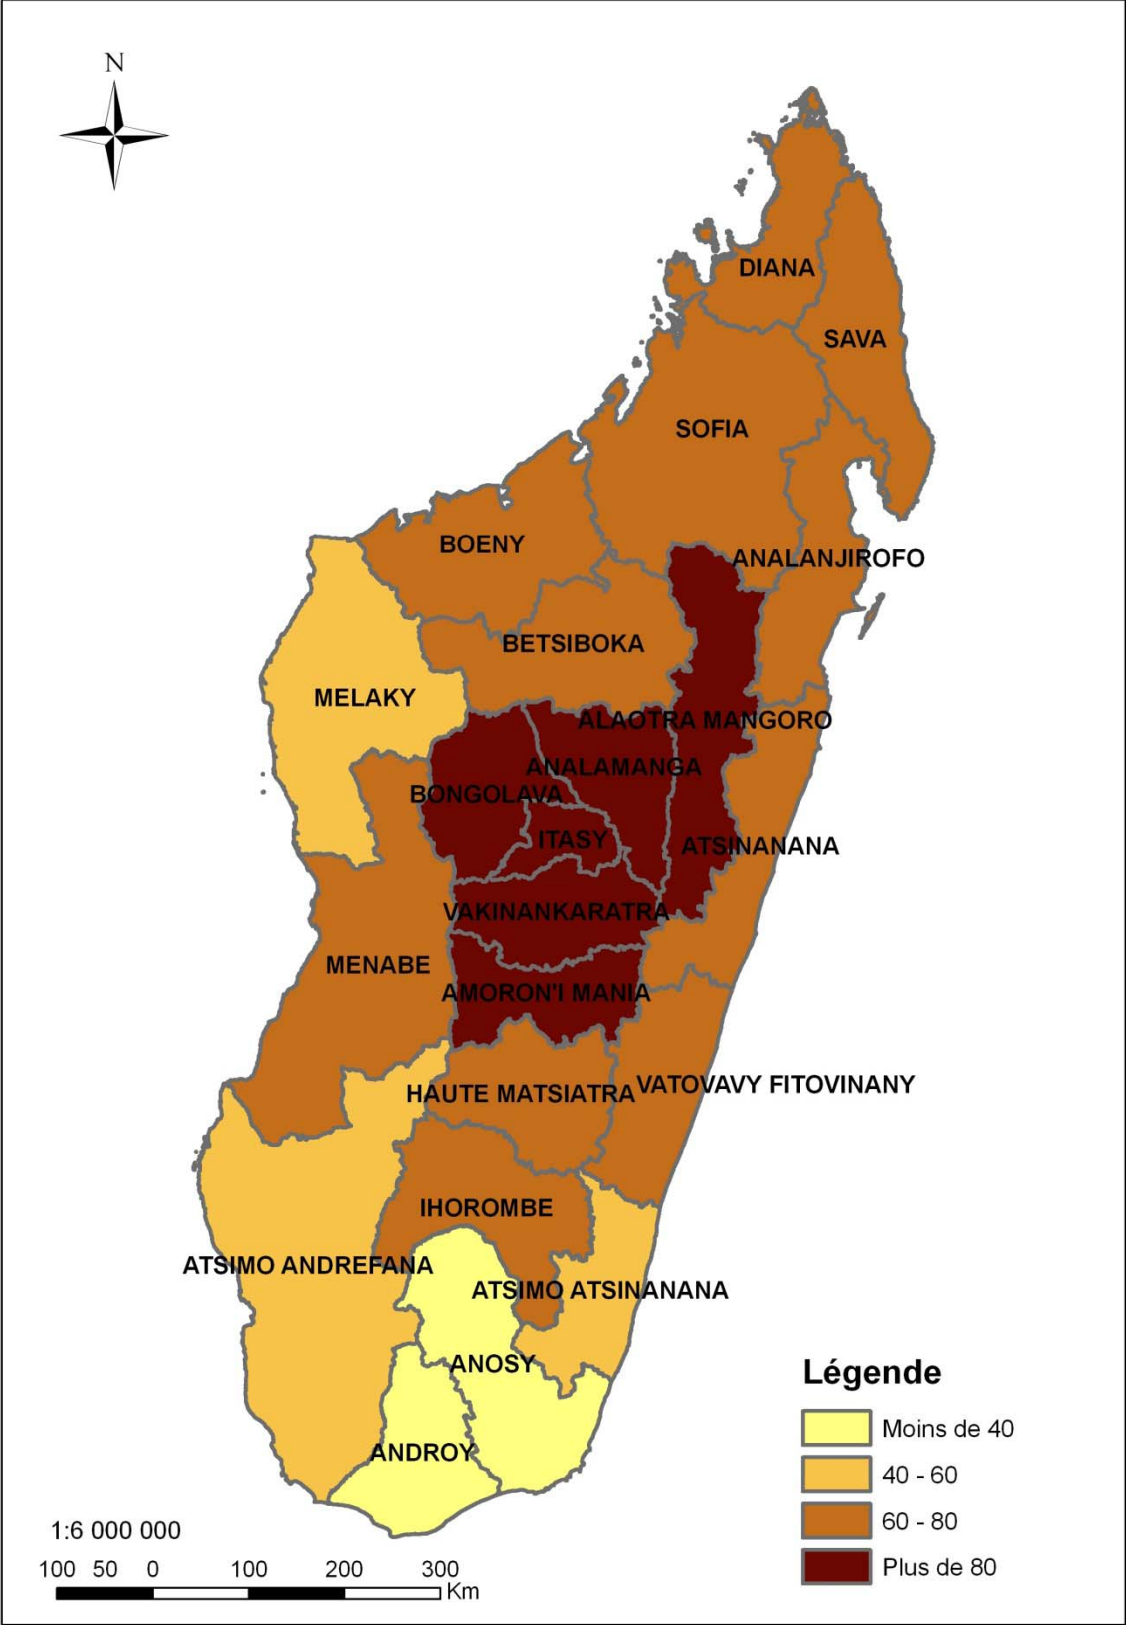 N
DIANA
SAVA
SOFIA
BOENY
ANALANJIROFO
BETSIBOKA
MELAKY
ALAOTRA MANGORO
ANALAMANGA
BONGOLAVA
ITASY
ATSINANANA
VAKINANKARATRA
MENABE
AMORON'I MANIA
HAUTE MATSIATRA
VATOVAVY FITOVINANY
IHOROMBE
ATSIMO ANDREFANA
ATSIMO ATSINANANA
ANOSY
ANDROY
Légende
Moins de 40
40 - 60
60 - 80
Plus de 80
1:6 000 000
100 50 0 100 200 300
Km